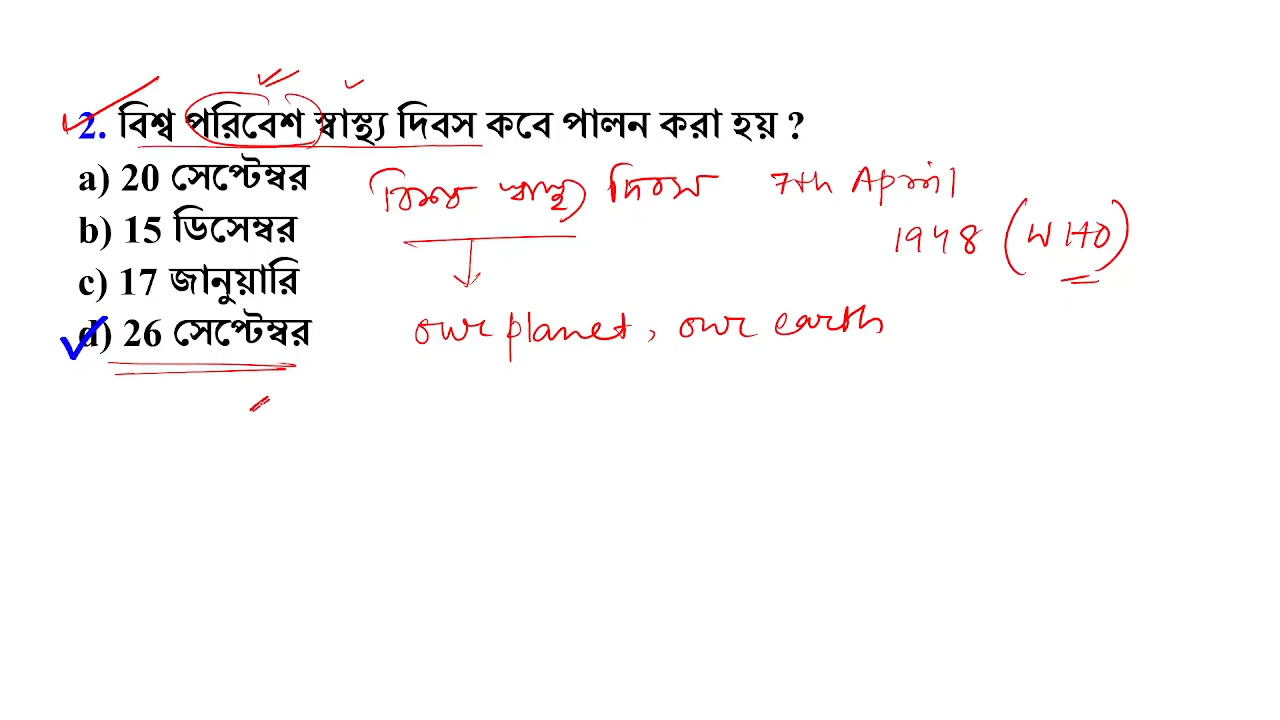 2. বিশ্ব পরিবেশ স্বাস্থ্য দিবস কবে পালন করা হয় ?
a) 20 সেপ্টেম্বর
b) 15 ডিসেম্বর
c) 17 জানুয়ারি
d) 26 সেপ্টেম্বর
বিশ্ব স্বাস্থ্য দিবস 7th April
1948 (WHO)
our planet, our earth